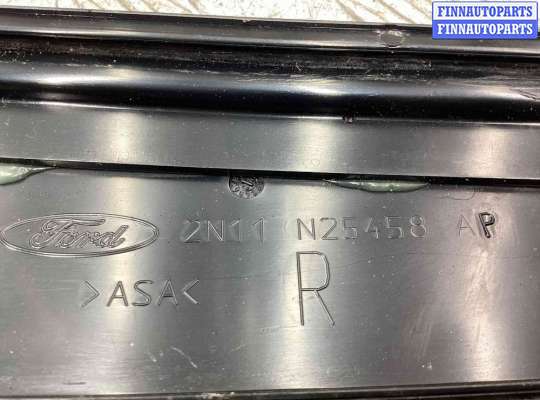 FINNAUTOPARTS
FINNAUTOPARTS
Ford 2N11 N25458 AP
>ASA< R